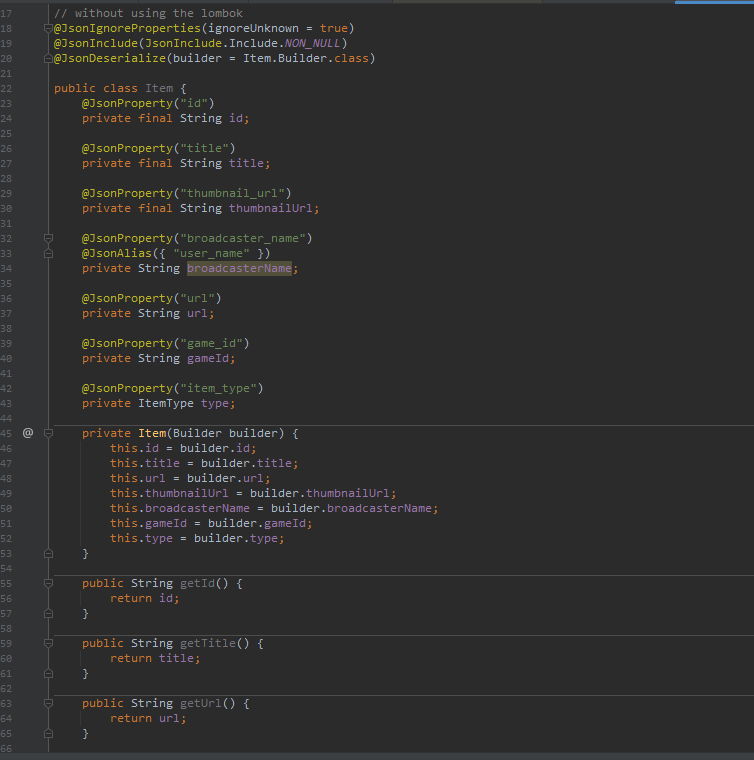 17 // without using the lombok
18 @JsonIgnoreProperties(ignoreUnknown = true)
19 @JsonInclude(JsonInclude.Include.NON_NULL)
20 @JsonDeserialize(builder = Item.Builder.class)
21
22 public class Item {
23 @JsonProperty("id")
24 private final String id;
25
26 @JsonProperty("title")
27 private final String title;
28
29 @JsonProperty("thumbnail_url")
30 private final String thumbnailUrl;
31
32 @JsonProperty("broadcaster_name")
33 @JsonAlias({ "user_name" })
34 private String broadcasterName;
35
36 @JsonProperty("url")
37 private String url;
38
39 @JsonProperty("game_id")
40 private String gameId;
41
42 @JsonProperty("item_type")
43 private ItemType type;
44
45 @ private Item(Builder builder) {
46 this.id = builder.id;
47 this.title = builder.title;
48 this.url = builder.url;
49 this.thumbnailUrl = builder.thumbnailUrl;
50 this.broadcasterName = builder.broadcasterName;
51 this.gameId = builder.gameId;
52 this.type = builder.type;
53 }
54
55 public String getId() {
56 return id;
57 }
58
59 public String getTitle() {
60 return title;
61 }
62
63 public String getUrl() {
64 return url;
65 }
66